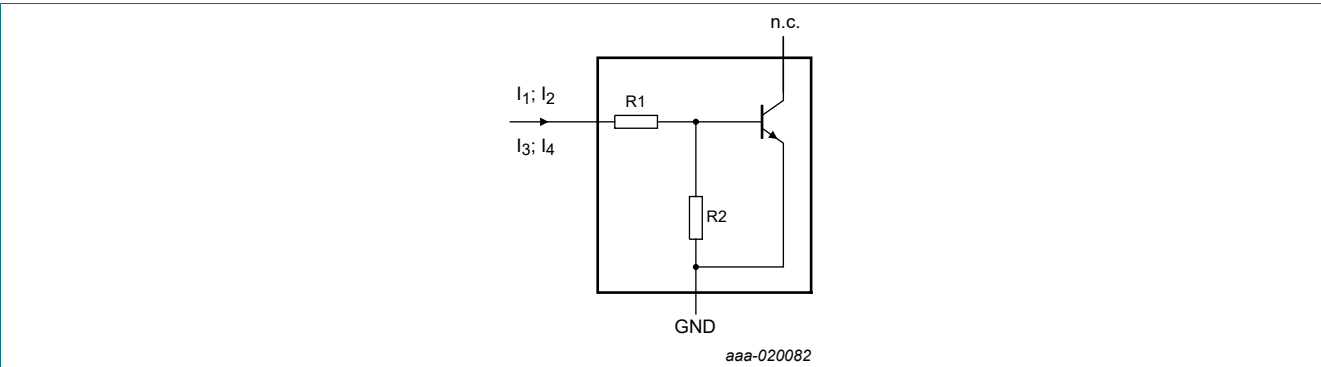 n.c.
I1; I2
R1
I3; I4
R2
GND
aaa-020082